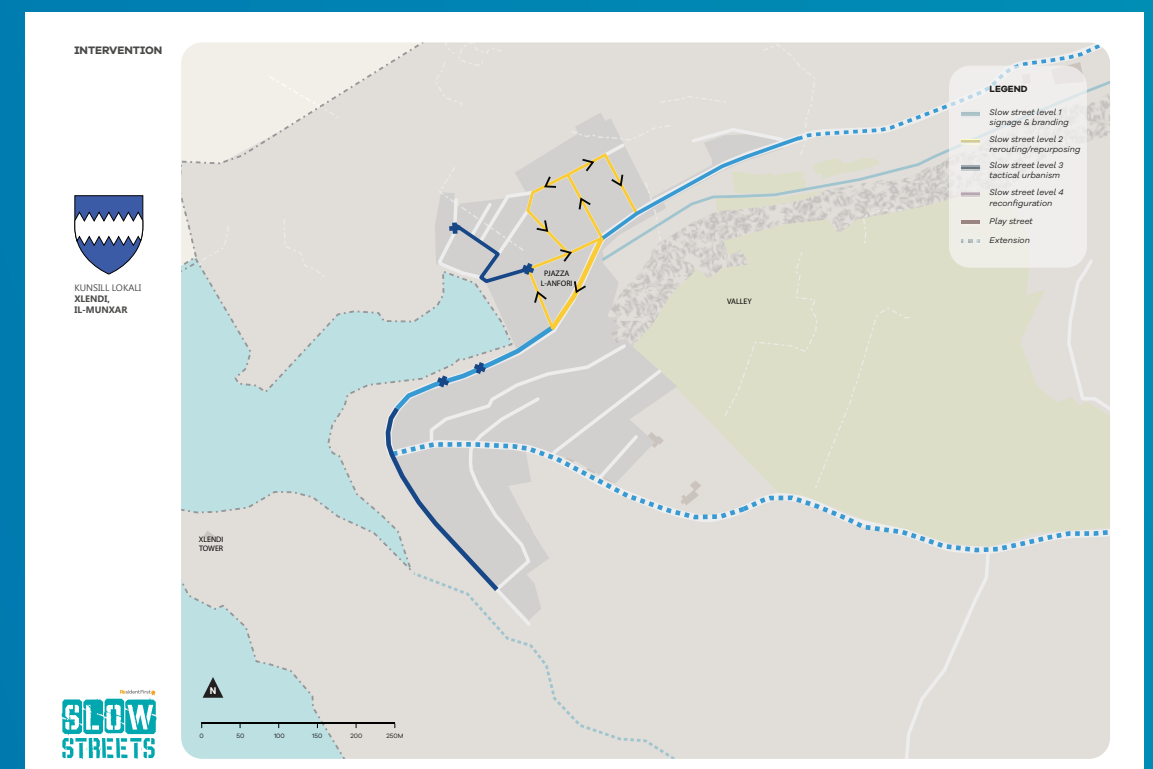 INTERVENTION
KUNSILL LOKALI
XLENDI,
IL-MUNXAR
ResidentFirst
SLOW
STREETS
LEGEND
Slow street level 1
signage & branding
Slow street level 2
rerouting/repurposing
Slow street level 3
tactical urbanism
Slow street level 4
reconfiguration
Play street
Extension
PJAZZA
L-ANFORI
VALLEY
XLENDI
TOWER
N
0 50 100 150 200 250M